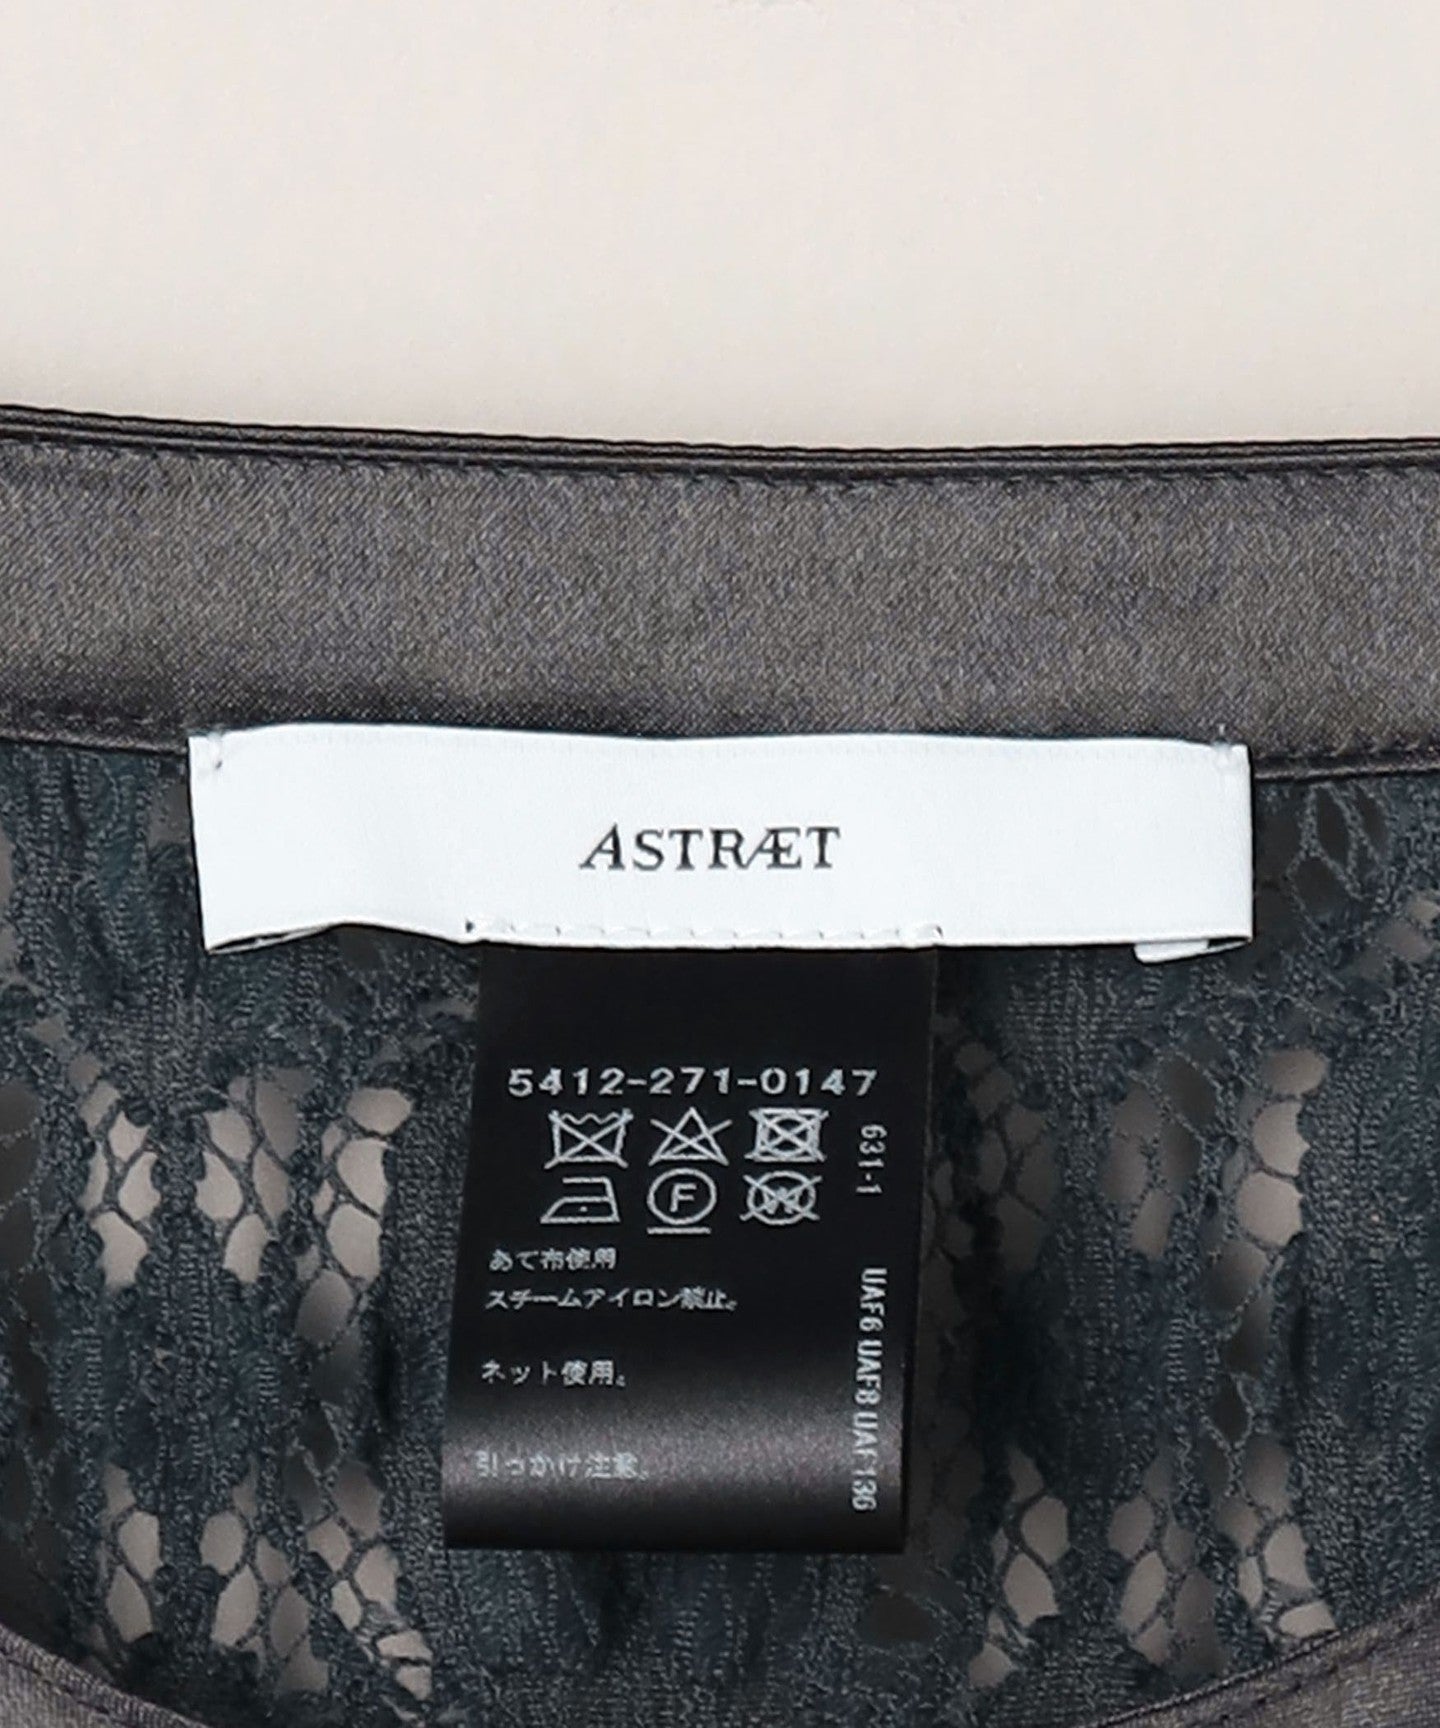 ASTRÆT
5412-271-0147
F
W
あて布使用
スチームアイロン禁止。
ネット使用。
引っかけ注意。
631-1
UAF6 UAF8 UAF136